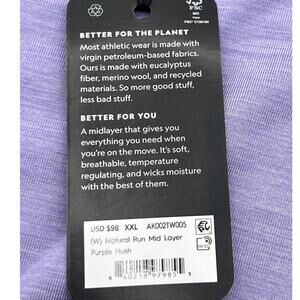 FSC
BETTER FOR THE PLANET
Most athletic wear is made with
virgin petroleum-based fabrics.
Ours is made with eucalyptus
fiber, merino wool, and recycled
materials. So more good stuff,
less bad stuff.
BETTER FOR YOU
A midlayer that gives you
everything you need when
you're on the move. It's soft,
breathable, temperature
regulating, and wicks moisture
with the best of them.
USD $98 XXL AK002TW005
(W) Natural Run Mid Layer
Purple Hush